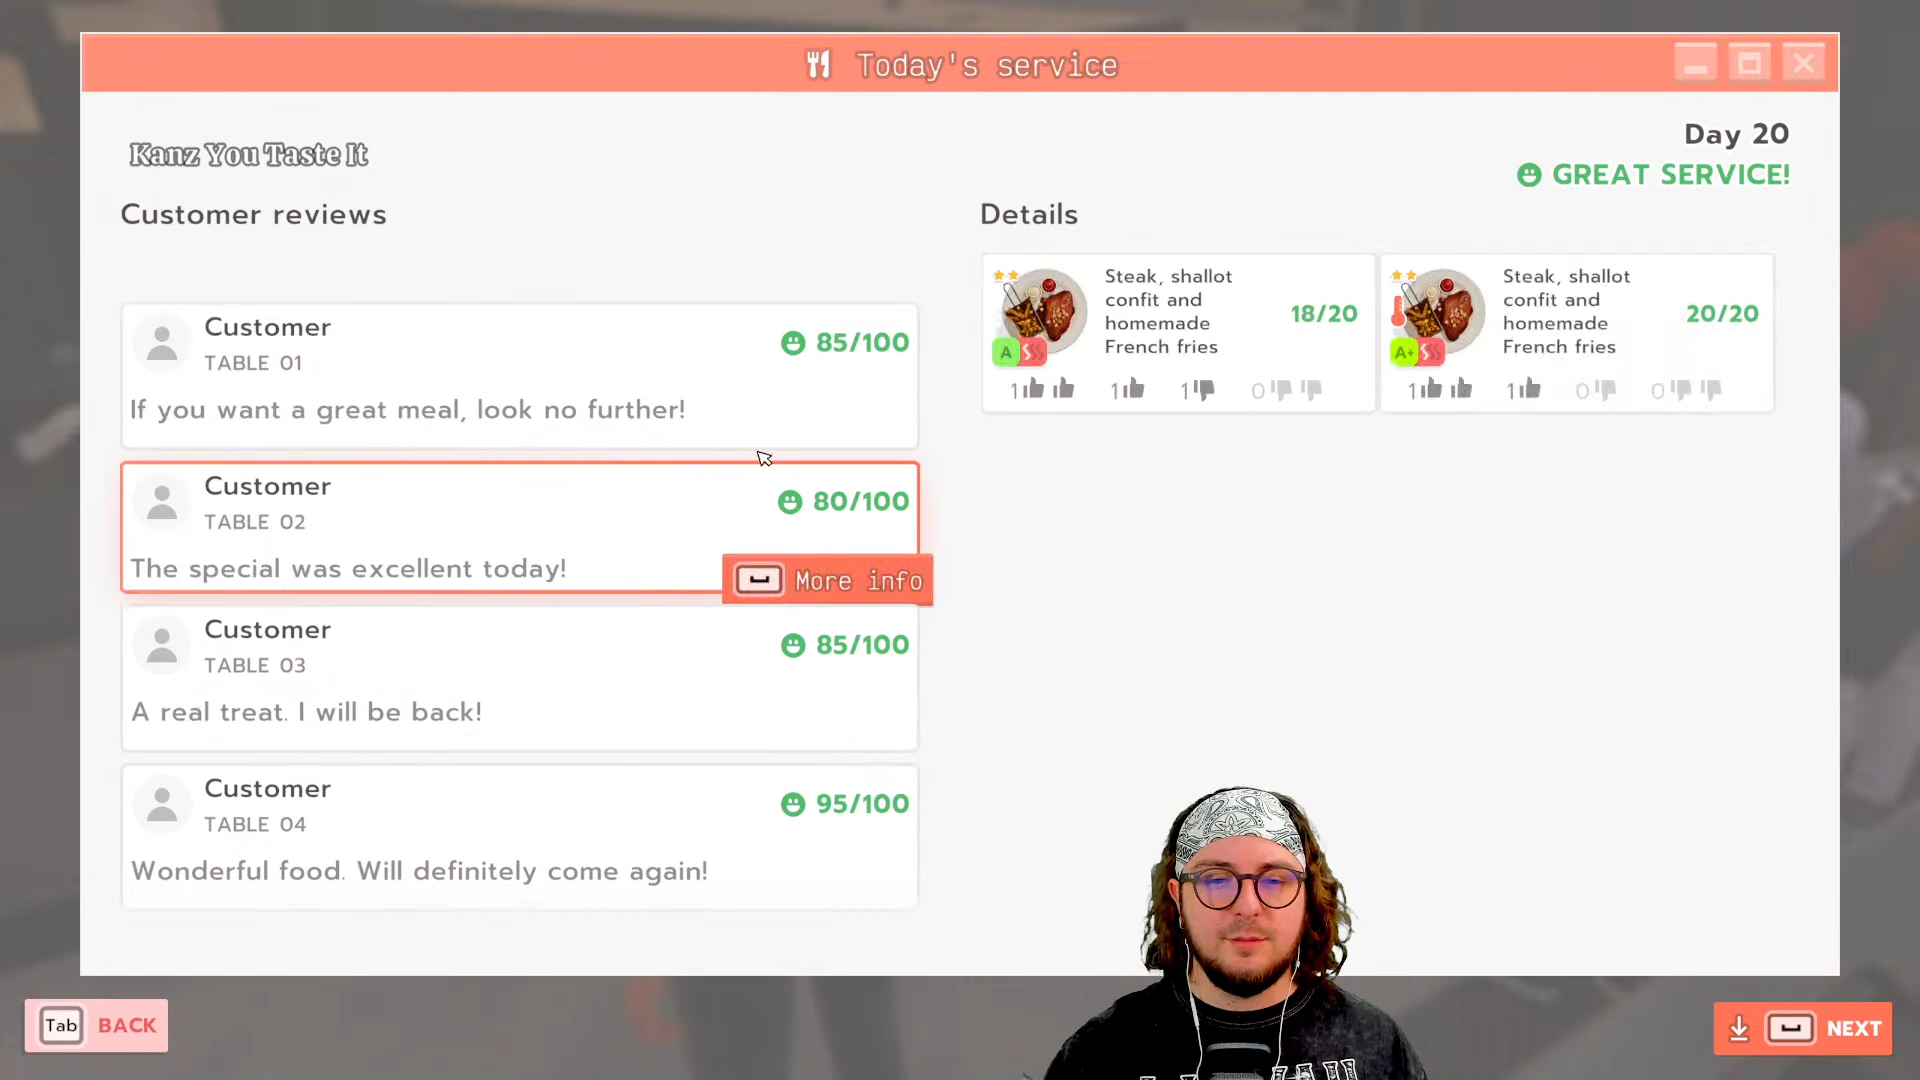 Today's service
Kanz You Taste It
Day 20
GREAT SERVICE!
Customer reviews
Details
Customer
TABLE 01
85/100
If you want a great meal, look no further!
Customer
TABLE 02
80/100
The special was excellent today!
More info
Customer
TABLE 03
85/100
A real treat. I will be back!
Customer
TABLE 04
95/100
Wonderful food. Will definitely come again!
Steak, shallot
confit and
homemade
French fries
18/20
A
1 1 1 0
Steak, shallot
confit and
homemade
French fries
20/20
A+
1 1 0 0
Tab BACK
NEXT